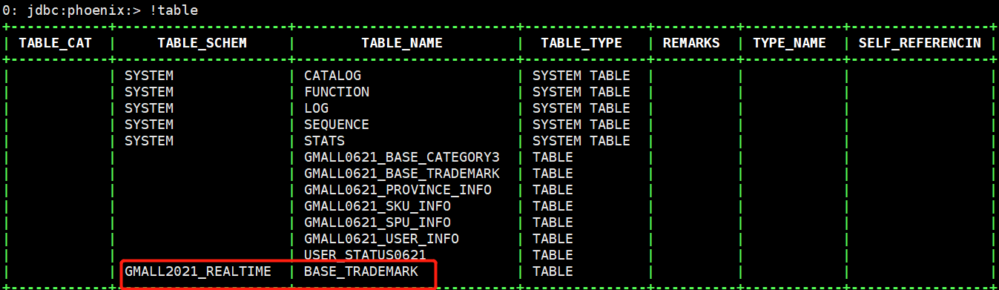 0: jdbc:phoenix:> !table
TABLE_CAT | TABLE_SCHEM | TABLE_NAME | TABLE_TYPE | REMARKS | TYPE_NAME | SELF_REFERENCIN
SYSTEM | CATALOG | SYSTEM TABLE
SYSTEM | FUNCTION | SYSTEM TABLE
SYSTEM | LOG | SYSTEM TABLE
SYSTEM | SEQUENCE | SYSTEM TABLE
SYSTEM | STATS | SYSTEM TABLE
GMALL0621_BASE_CATEGORY3 | TABLE
GMALL0621_BASE_TRADEMARK | TABLE
GMALL0621_PROVINCE_INFO | TABLE
GMALL0621_SKU_INFO | TABLE
GMALL0621_SPU_INFO | TABLE
GMALL0621_USER_INFO | TABLE
USER_STATUS0621 | TABLE
GMALL2021_REALTIME | BASE_TRADEMARK | TABLE